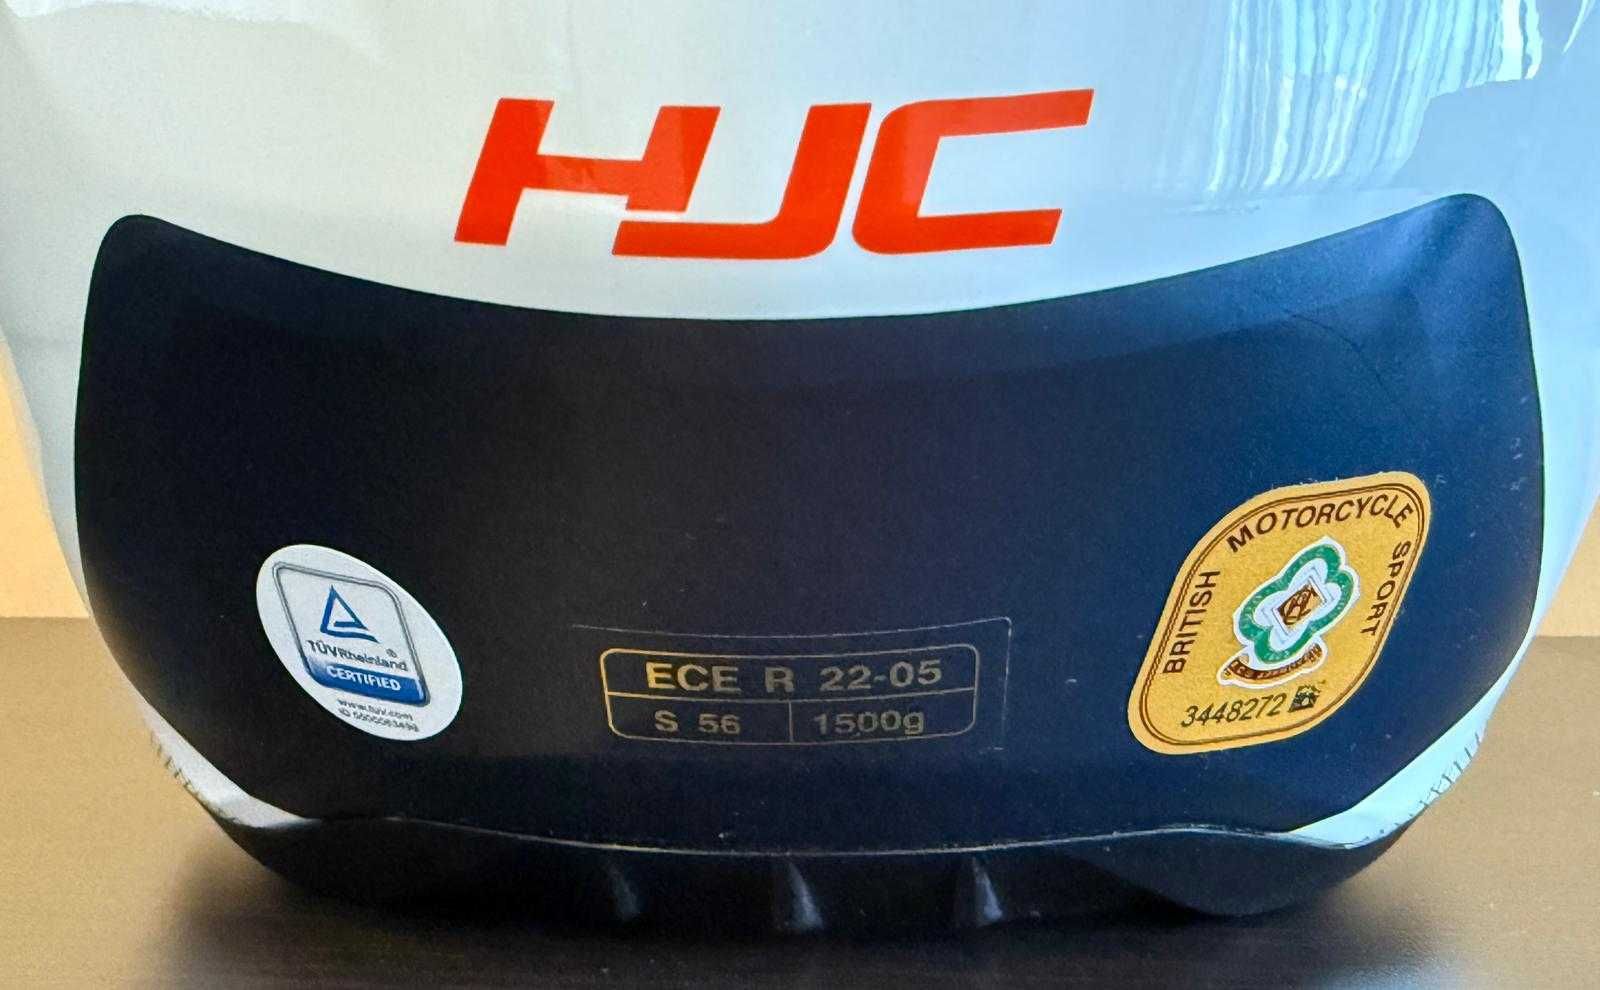 HJC
TÜVRheinland®
CERTIFIED
www.tuv.com
ECE R 22-05
S 56
1500g
BRITISH MOTORCYCLE SPORT
3448272